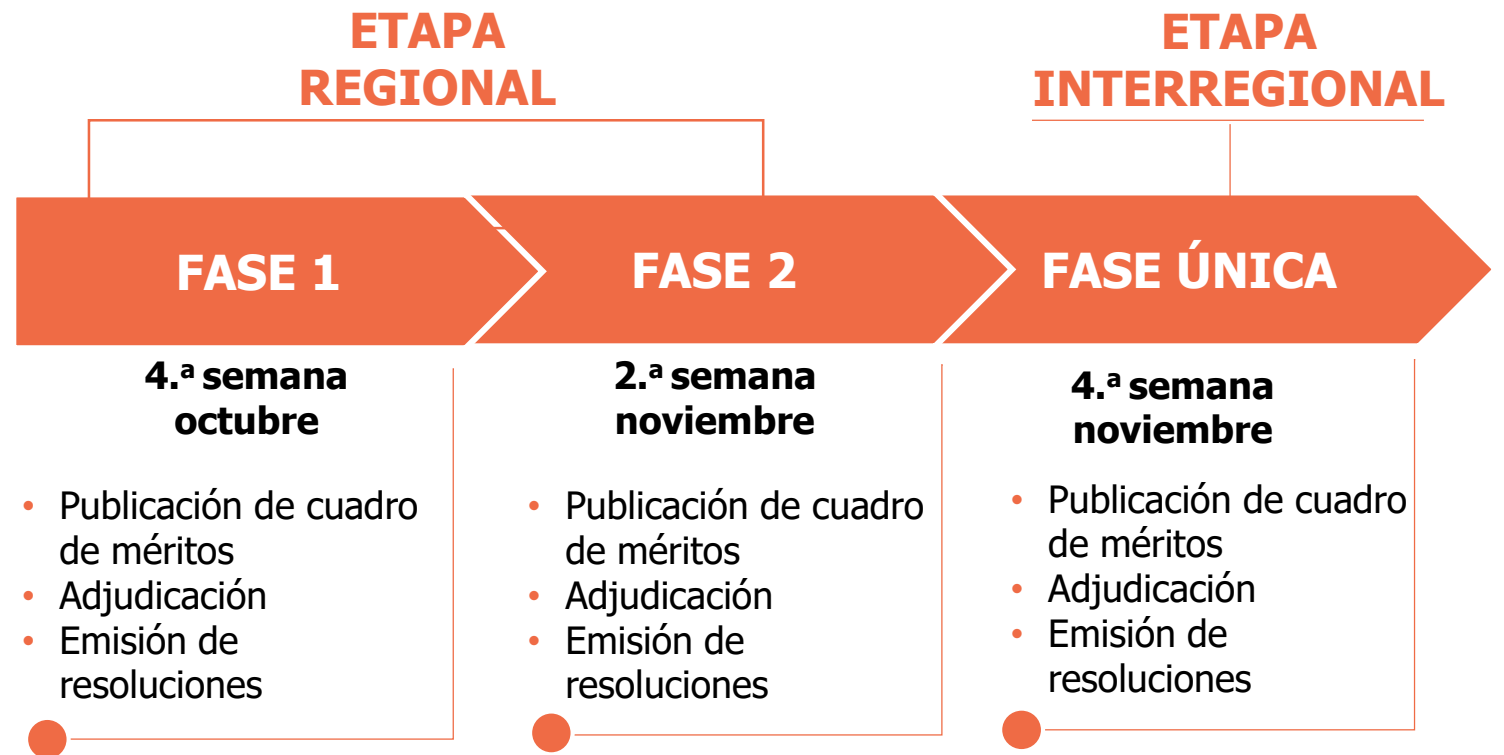 ETAPA
REGIONAL
ETAPA
INTERREGIONAL
FASE 1
FASE 2
FASE ÚNICA
4.ª semana
octubre
• Publicación de cuadro
de méritos
• Adjudicación
• Emisión de
resoluciones
2.ª semana
noviembre
• Publicación de cuadro
de méritos
• Adjudicación
• Emisión de
resoluciones
4.ª semana
noviembre
• Publicación de cuadro
de méritos
• Adjudicación
• Emisión de
resoluciones